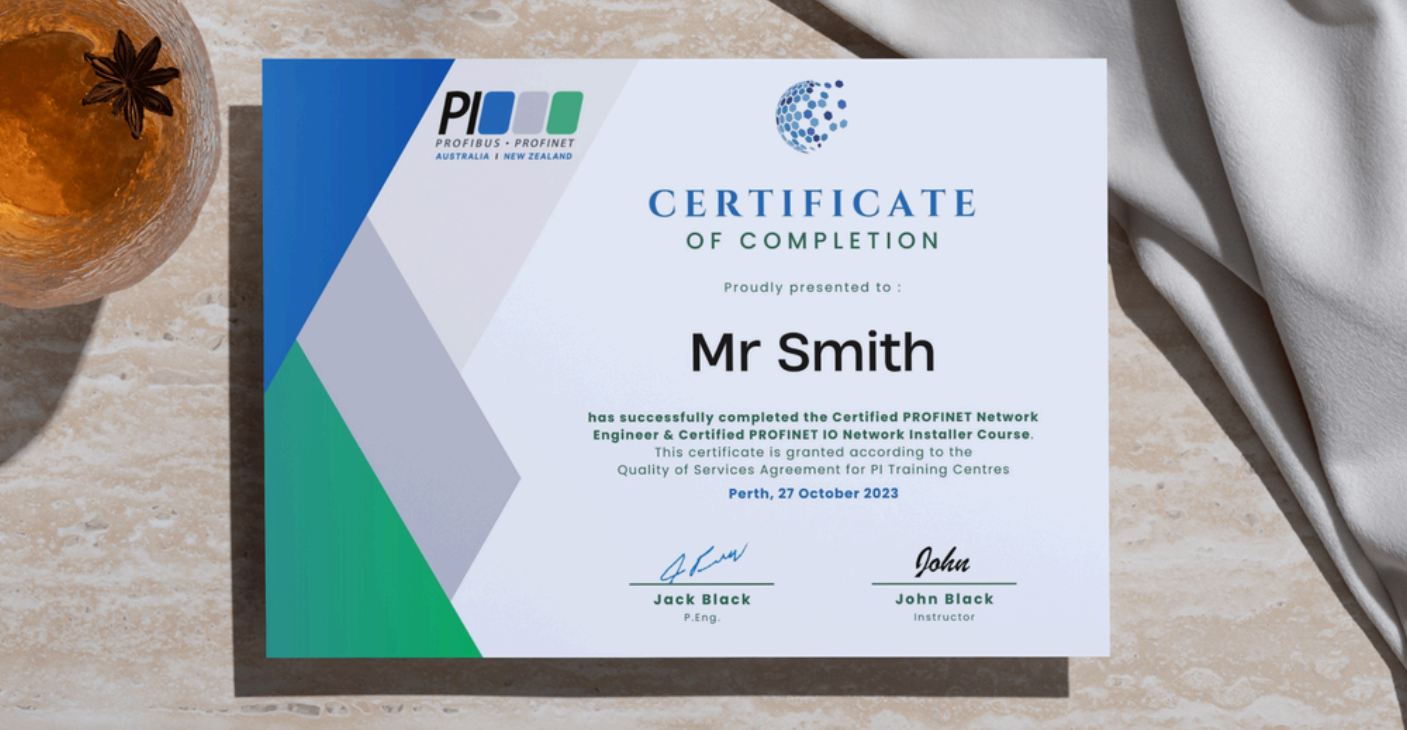 PI
PROFIBUS • PROFINET
AUSTRALIA | NEW ZEALAND
CERTIFICATE
OF COMPLETION
Proudly presented to :
Mr Smith
has successfully completed the Certified PROFINET Network
Engineer & Certified PROFINET IO Network Installer Course.
This certificate is granted according to the
Quality of Services Agreement for PI Training Centres
Perth, 27 October 2023
John
Jack Black
John Black
P.Eng.
Instructor